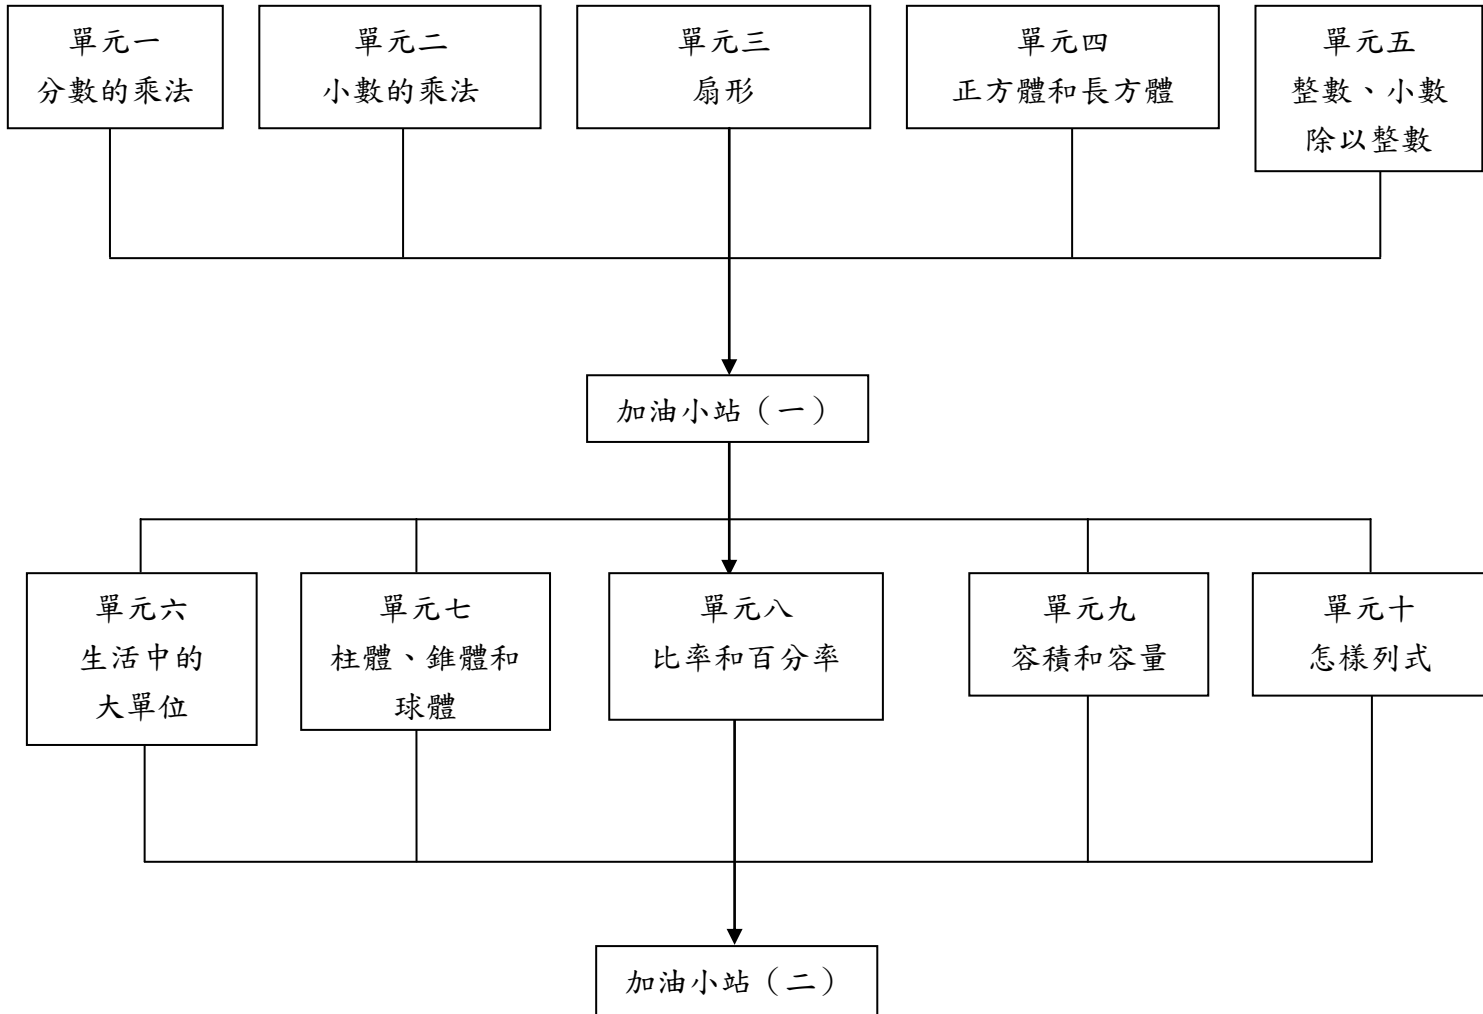 單元一
分數的乘法
單元二
小數的乘法
單元三
扇形
單元四
正方體和長方體
單元五
整數、小數
除以整數
加油小站（一）
單元六
生活中的
大單位
單元七
柱體、錐體和
球體
單元八
比率和百分率
單元九
容積和容量
單元十
怎樣列式
加油小站（二）